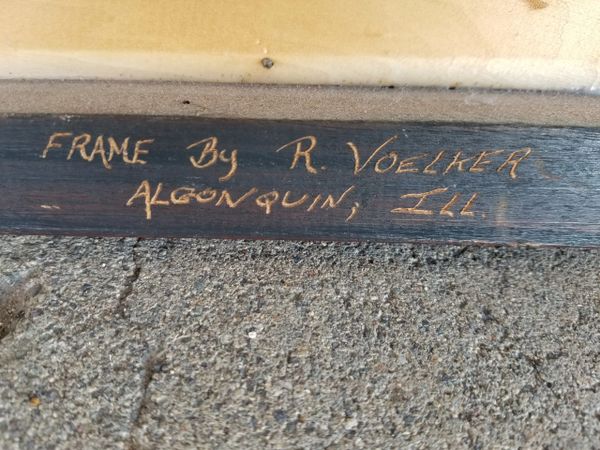 FRAME By R. VOELKER
ALGONQUIN, ILL.